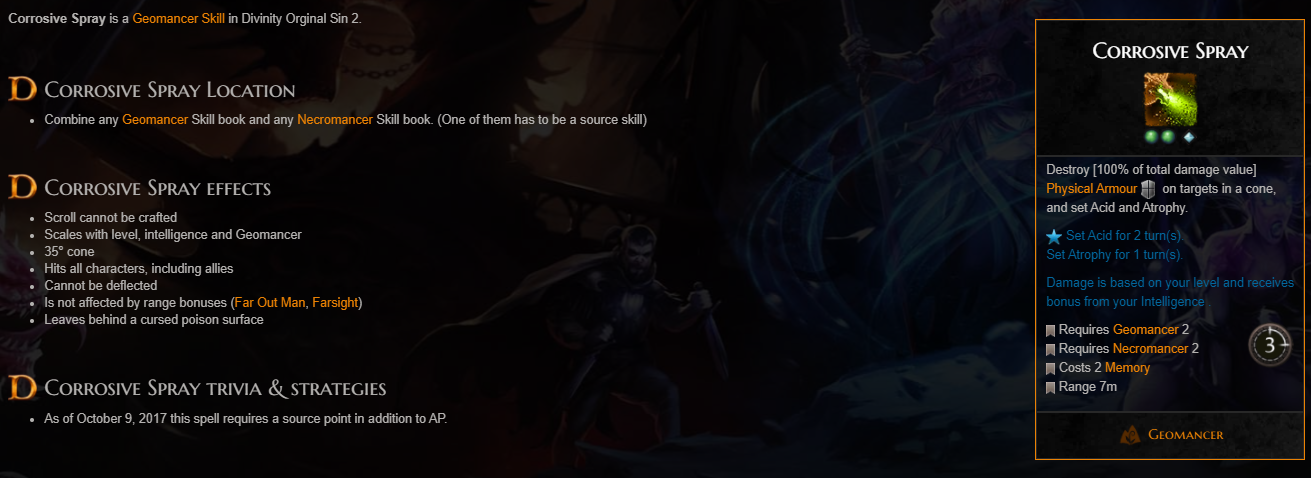 Corrosive Spray is a Geomancer Skill in Divinity Orginal Sin 2.
Corrosive Spray Location
Combine any Geomancer Skill book and any Necromancer Skill book. (One of them has to be a source skill)
Corrosive Spray effects
Scroll cannot be crafted
Scales with level, intelligence and Geomancer
35° cone
Hits all characters, including allies
Cannot be deflected
Is not affected by range bonuses (Far Out Man, Farsight)
Leaves behind a cursed poison surface
Corrosive Spray trivia & strategies
As of October 9, 2017 this spell requires a source point in addition to AP.
Corrosive Spray
Destroy [100% of total damage value]
Physical Armour on targets in a cone,
and set Acid and Atrophy.
Set Acid for 2 turn(s).
Set Atrophy for 1 turn(s).
Damage is based on your level and receives
bonus from your Intelligence .
Requires Geomancer 2
Requires Necromancer 2
Costs 2 Memory
Range 7m
3
Geomancer